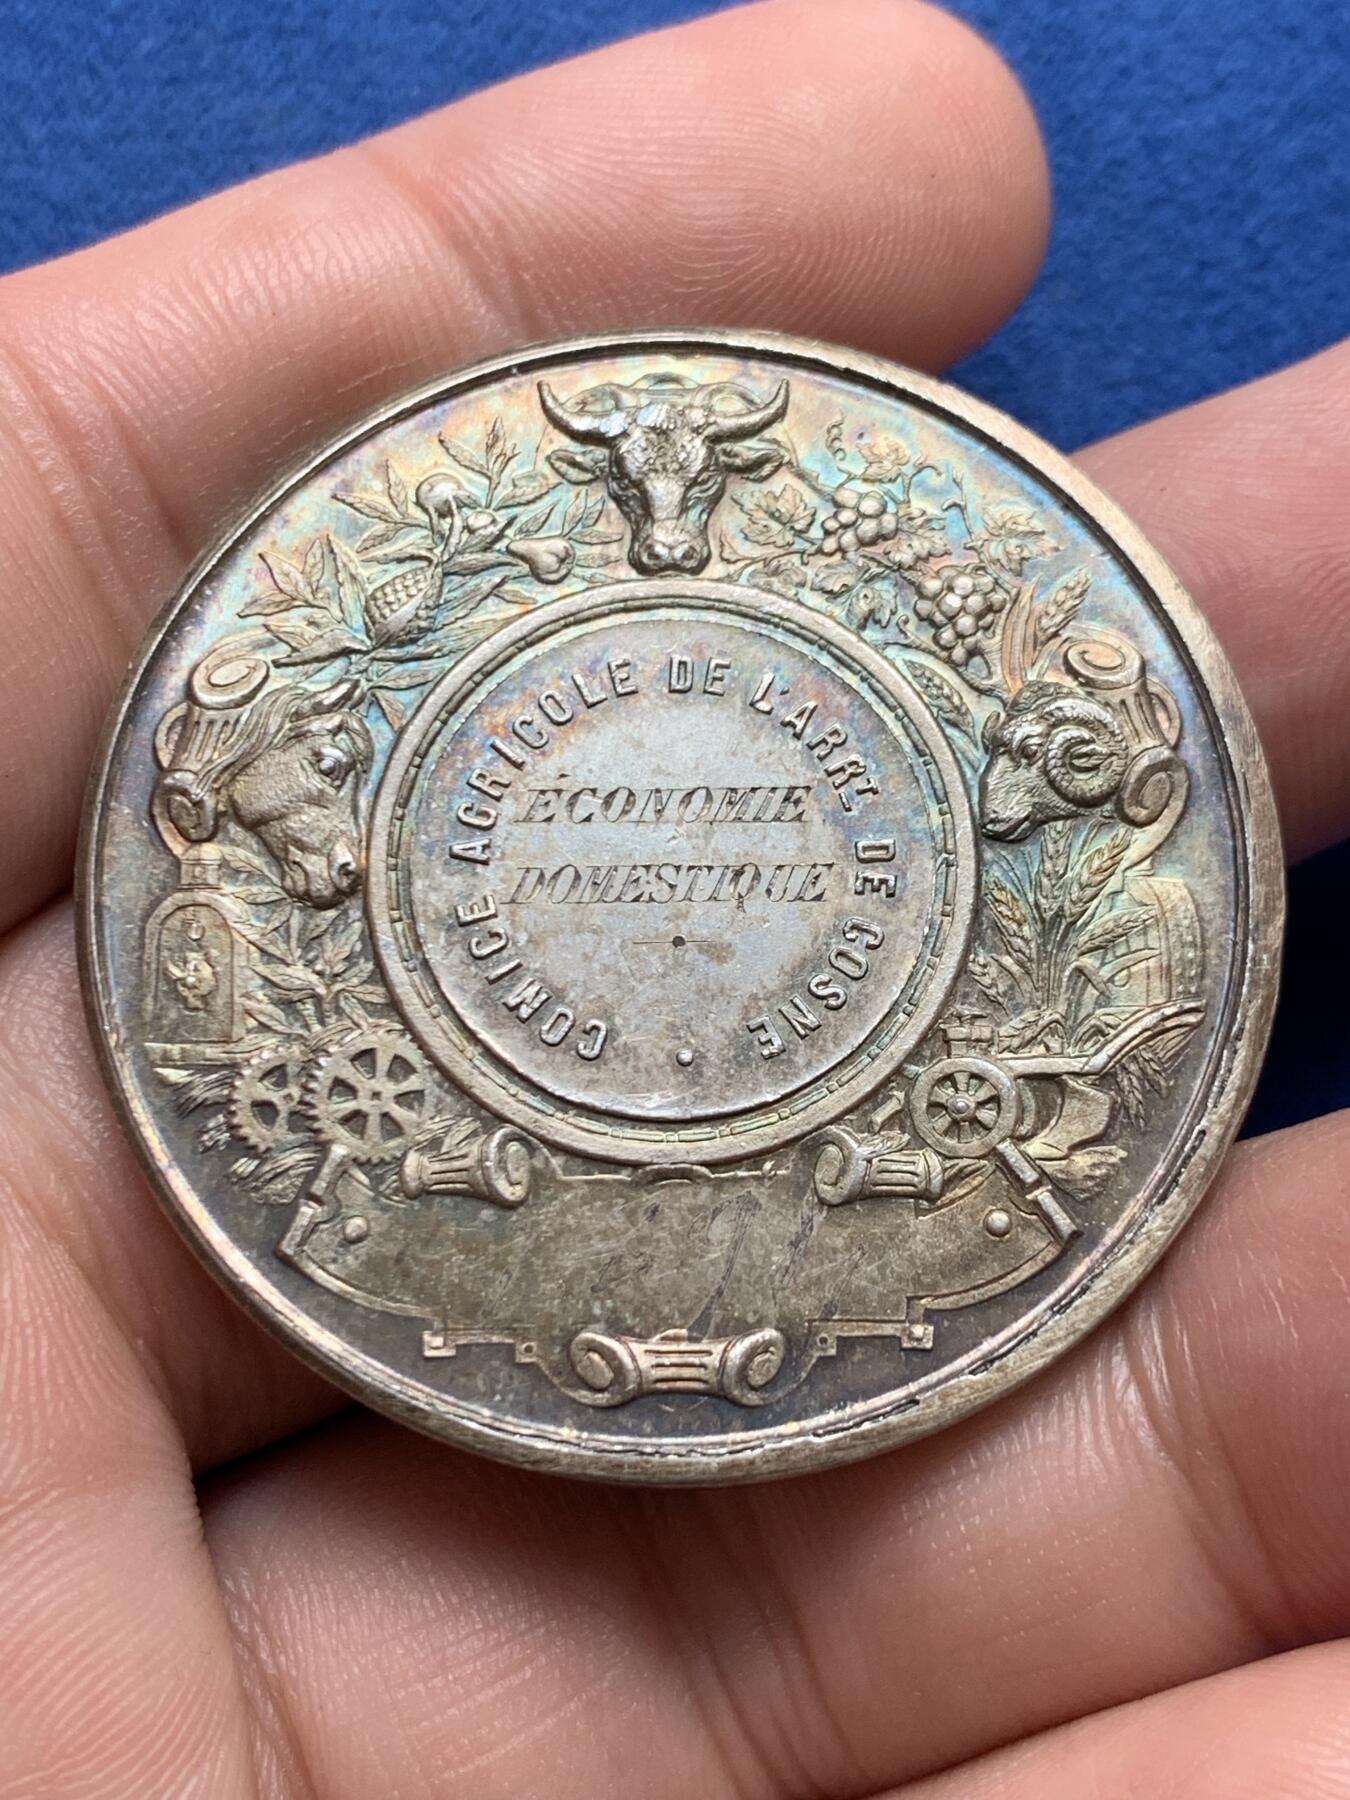 COMICE AGRICOLE DE L'ARRT DE COSNE
ÉCONOMIE
DOMESTIQUE